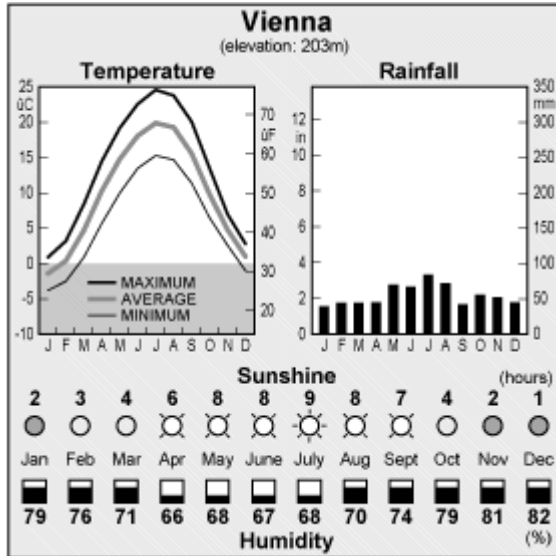 Vienna
(elevation: 203m)
Temperature Rainfall
25 350
ûC 70 12 mm
20 ûF in 300
15 60 10 250
10 50 8 200
5 6 150
0 40 4 100
-5 30 2 50
-10 20 0 0
MAXIMUM
AVERAGE
MINIMUM
J F M A M J J A S O N D J F M A M J J A S O N D
Sunshine (hours)
2 3 4 6 8 8 9 8 7 4 2 1
Jan Feb Mar Apr May June July Aug Sept Oct Nov Dec
79 76 71 66 68 67 68 70 74 79 81 82
Humidity (%)